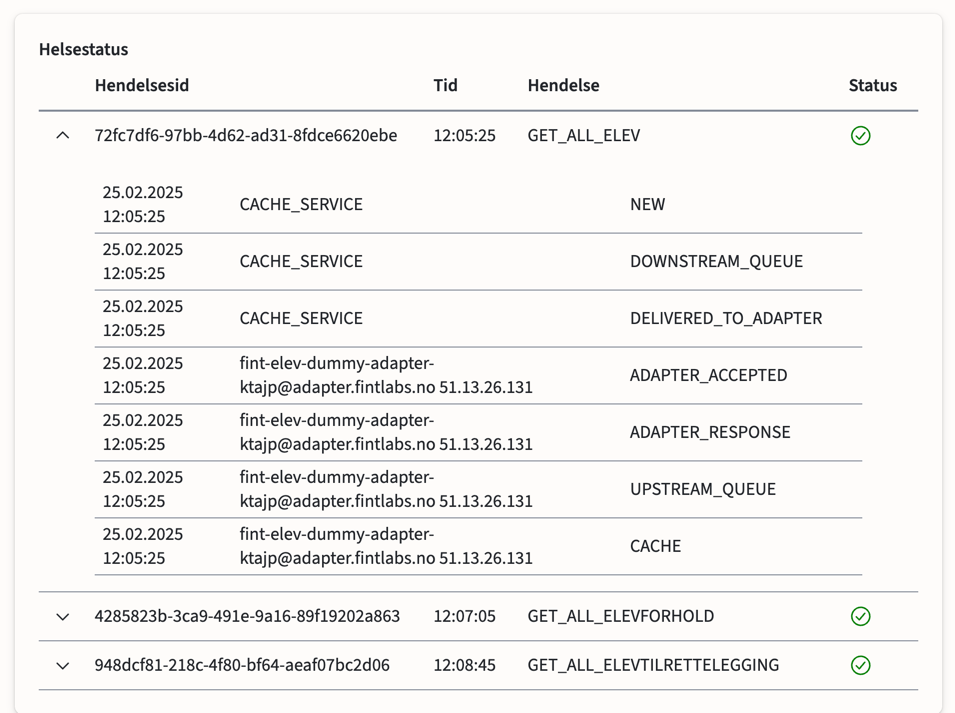 Helsestatus
Hendelsesid Tid Hendelse Status
72fc7df6-97bb-4d62-ad31-8fdce6620ebe 12:05:25 GET_ALL_ELEV
25.02.2025
12:05:25 CACHE_SERVICE NEW
25.02.2025
12:05:25 CACHE_SERVICE DOWNSTREAM_QUEUE
25.02.2025
12:05:25 CACHE_SERVICE DELIVERED_TO_ADAPTER
25.02.2025 fint-elev-dummy-adapter-
12:05:25 ktajp@adapter.fintlabs.no 51.13.26.131 ADAPTER_ACCEPTED
25.02.2025 fint-elev-dummy-adapter-
12:05:25 ktajp@adapter.fintlabs.no 51.13.26.131 ADAPTER_RESPONSE
25.02.2025 fint-elev-dummy-adapter-
12:05:25 ktajp@adapter.fintlabs.no 51.13.26.131 UPSTREAM_QUEUE
25.02.2025 fint-elev-dummy-adapter-
12:05:25 ktajp@adapter.fintlabs.no 51.13.26.131 CACHE
4285823b-3ca9-491e-9a16-89f19202a863 12:07:05 GET_ALL_ELEVFORHOLD
948dcf81-218c-4f80-bf64-aeaf07bc2d06 12:08:45 GET_ALL_ELEVTILRETTELEGGING